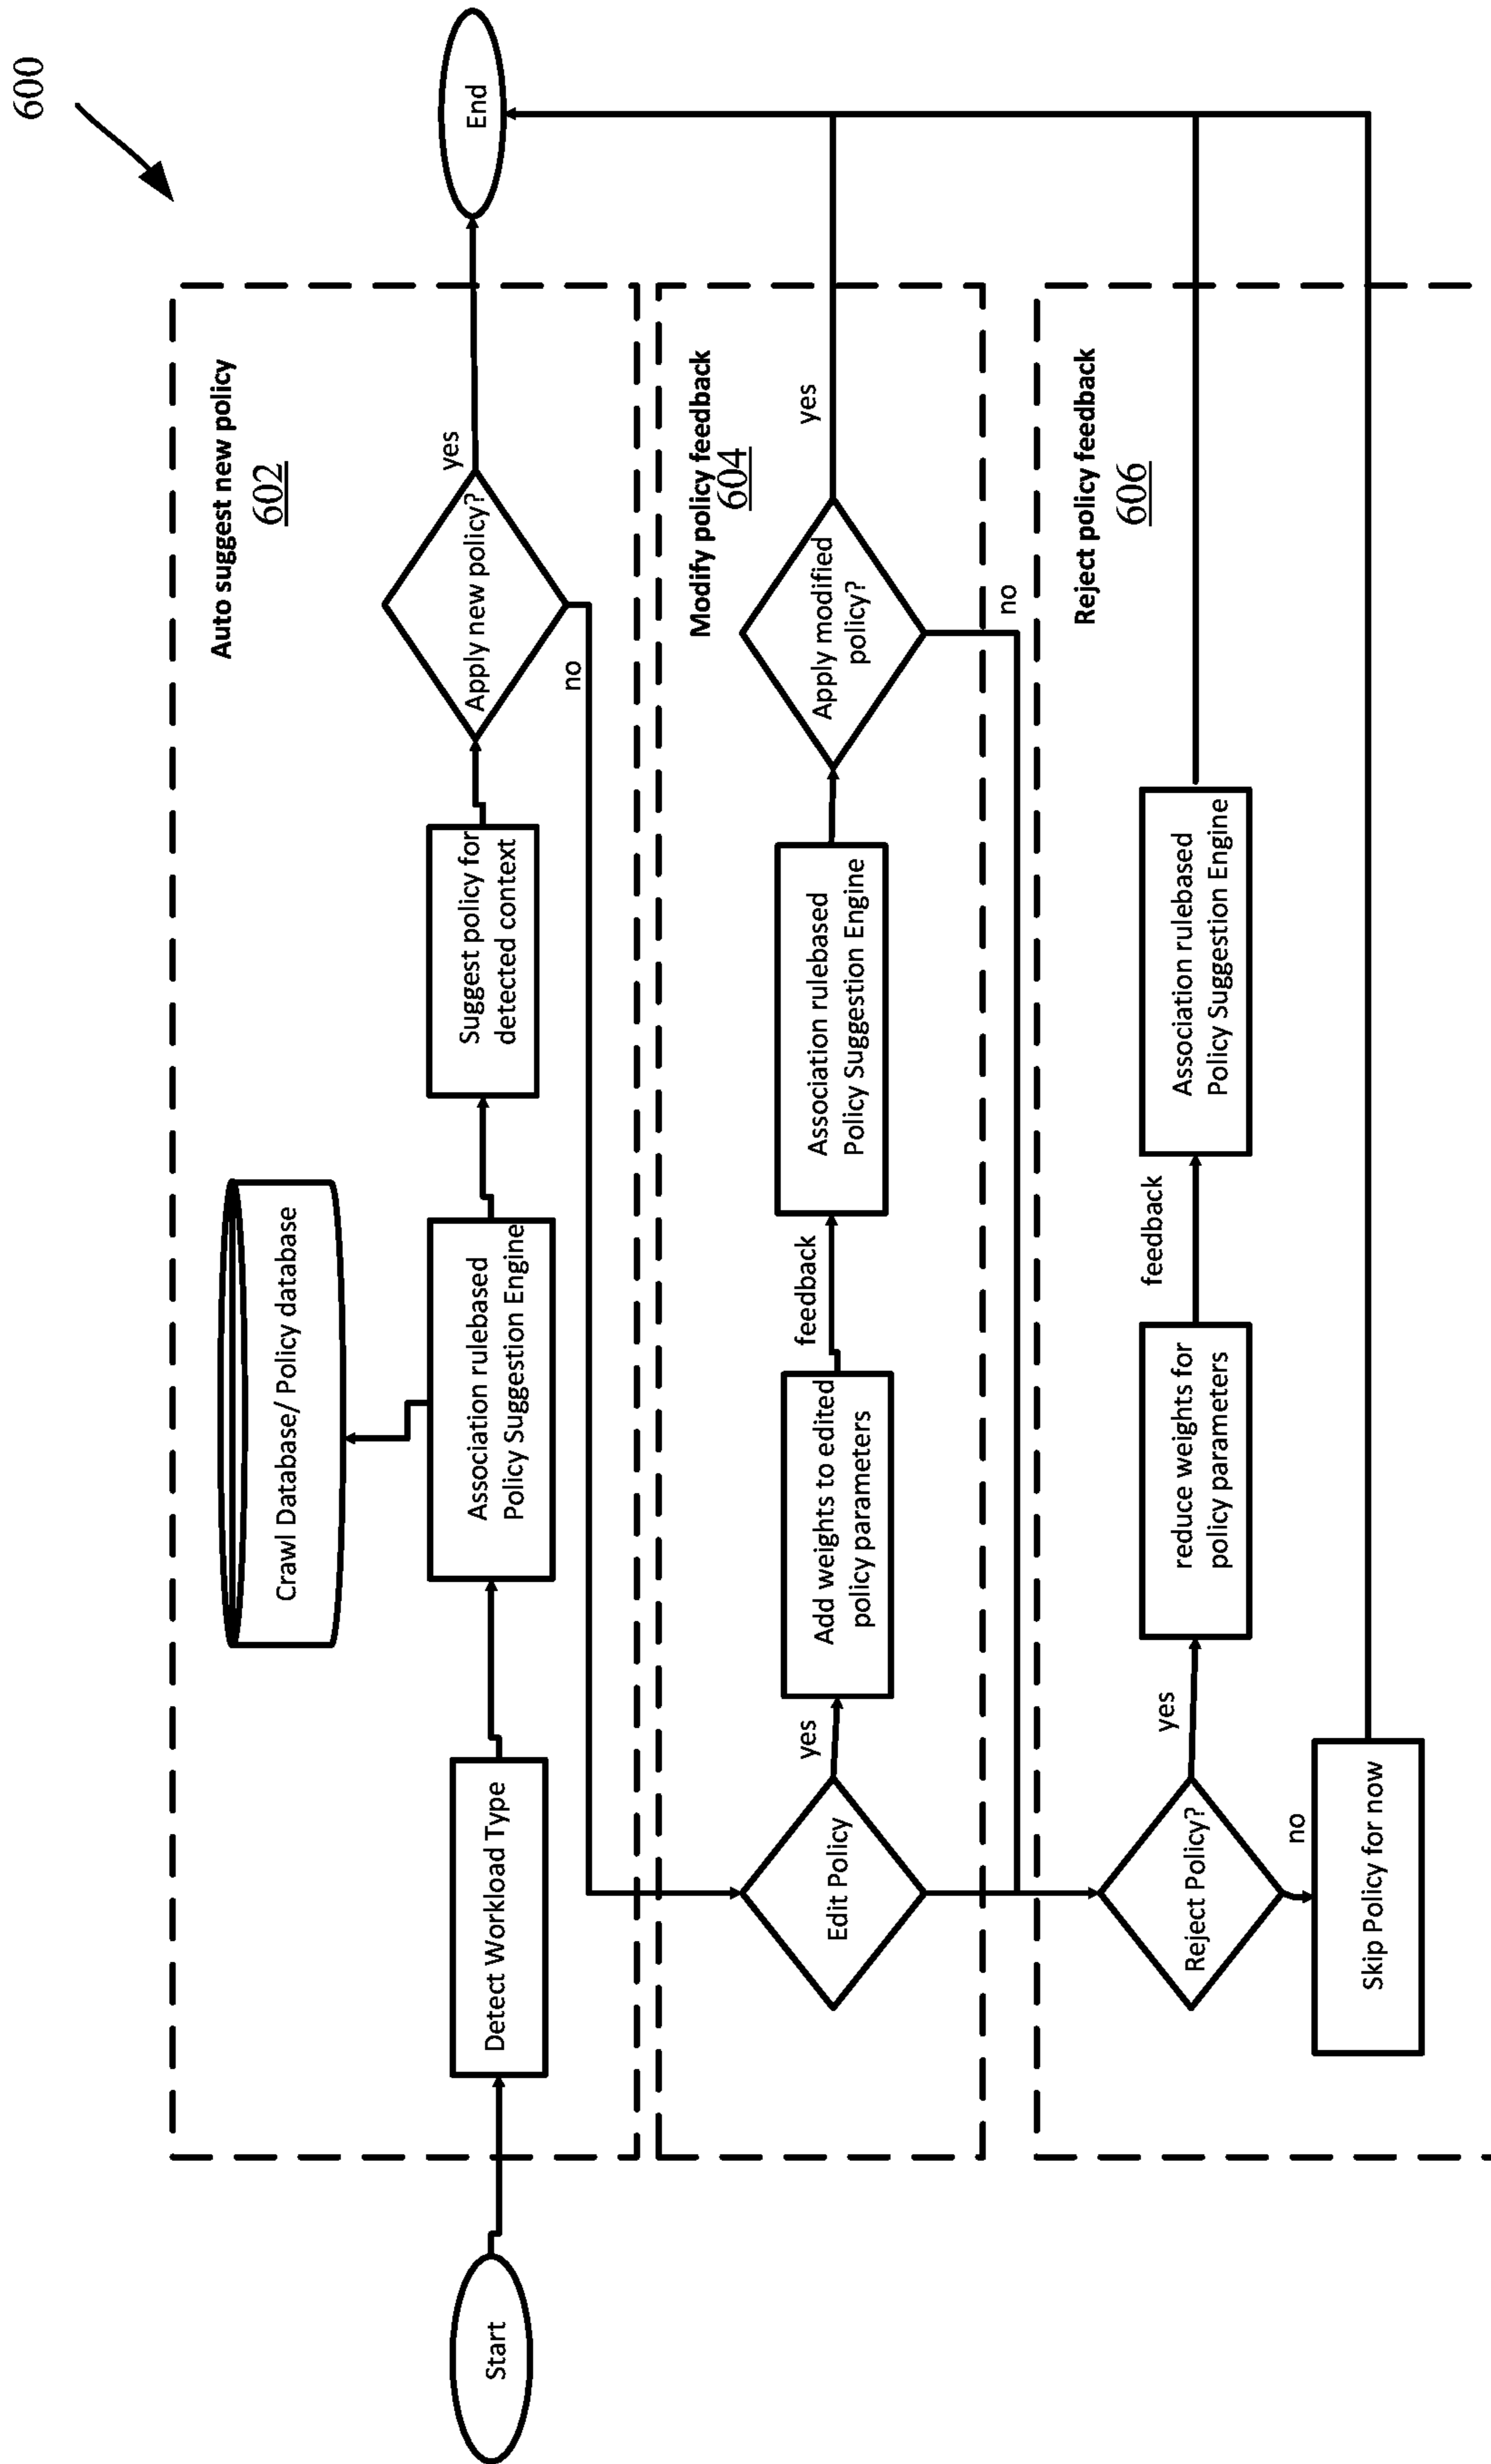 600
Auto suggest new policy
602
Crawl Database/ Policy database
Start
Detect Workload Type
Association rulebased
Policy Suggestion Engine
Suggest policy for
detected context
Apply new policy?
yes
End
no
Modify policy feedback
604
Edit Policy
yes
Add weights to edited
policy parameters
feedback
Association rulebased
Policy Suggestion Engine
Apply modified
policy?
yes
no
Reject policy feedback
606
Reject Policy?
yes
reduce weights for
policy parameters
feedback
Association rulebased
Policy Suggestion Engine
no
Skip Policy for now